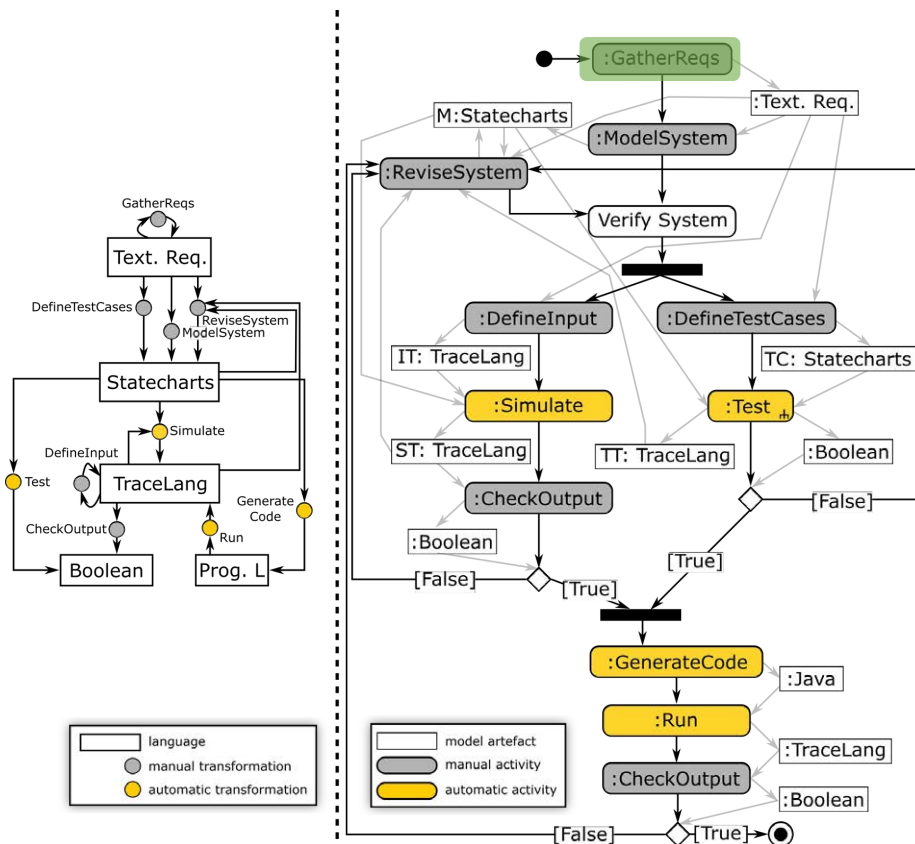 GatherReqs
Text. Req.
DefineTestCases
ReviseSystem
ModelSystem
Statecharts
Simulate
DefineInput
Test
TraceLang
Generate
Code
CheckOutput
Run
Boolean
Prog. L
language
manual transformation
automatic transformation
:GatherReqs
:Text. Req.
M:Statecharts
:ModelSystem
:ReviseSystem
Verify System
:DefineInput
:DefineTestCases
IT: TraceLang
TC: Statecharts
:Simulate
:Test
ST: TraceLang
TT: TraceLang
:Boolean
:CheckOutput
[False]
:Boolean
[False]
[True]
[True]
:GenerateCode
:Java
:Run
:TraceLang
:CheckOutput
:Boolean
[False]
[True]
model artefact
manual activity
automatic activity